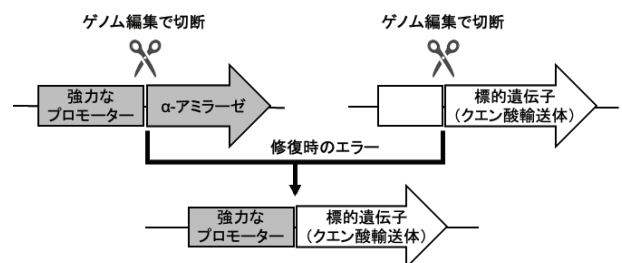 ゲノム編集で切断
ゲノム編集で切断
強力な
プロモーター
α-アミラーゼ
標的遺伝子
(クエン酸輸送体)
修復時のエラー
強力な
プロモーター
標的遺伝子
(クエン酸輸送体)